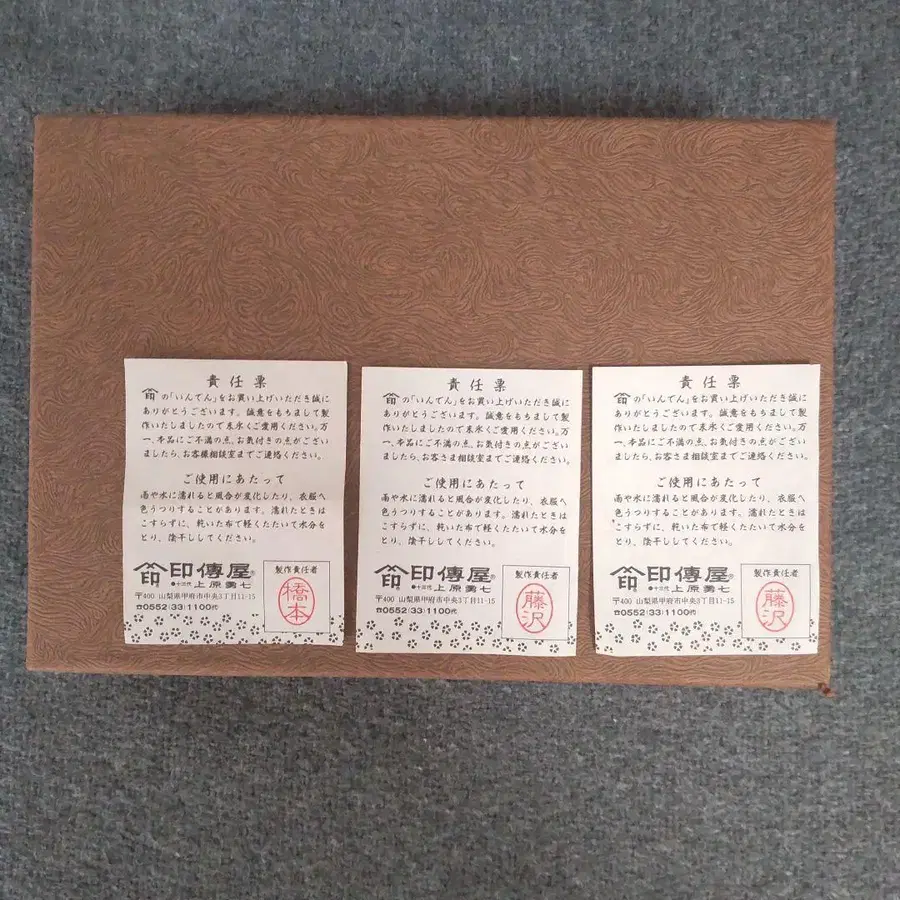 責任票
の「いんでん」をお買い上げいただき誠に
ありがとうございます。誠意をもちまして製
作いたしましたので末永くご愛用ください。万
一、本品にご不満の点、お気付きの点がござい
ましたら、お客様相談室までご連絡ください。
ご使用にあたって
雨や水に濡れると風合が変化したり、衣服へ
色うつりすることがあります。濡れたときは
こすらずに、乾いた布で軽くたたいて水分を
とり、陰干ししてください。
印 印傳屋®
●十三代 上原勇七
〒400 山梨県甲府市中央3丁目11-15
☎0552(33)1100代
製作責任者
橋本
責任票
の「いんでん」をお買い上げいただき誠に
ありがとうございます。誠意をもちまして製
作いたしましたので末永くご愛用ください。万
一、本品にご不満の点、お気付きの点がござい
ましたら、お客さま相談室までご連絡ください。
ご使用にあたって
雨や水に濡れると風合が変化したり、衣服へ
色うつりすることがあります。濡れたときは
こすらずに、乾いた布で軽くたたいて水分を
とり、陰干ししてください。
印 印傳屋®
●十三代 上原勇七
〒400 山梨県甲府市中央3丁目11-15
☎0552(33)1100代
製作責任者
藤沢
責任票
の「いんでん」をお買い上げいただき誠に
ありがとうございます。誠意をもちまして製
作いたしましたので末永くご愛用ください。万
一、本品にご不満の点、お気付きの点がござい
ましたら、お客さま相談室までご連絡ください。
ご使用にあたって
雨や水に濡れると風合が変化したり、衣服へ
色うつりすることがあります。濡れたときは
こすらずに、乾いた布で軽くたたいて水分を
とり、陰干ししてください。
印 印傳屋®
●十三代 上原勇七
〒400 山梨県甲府市中央3丁目11-15
☎0552(33)1100代
製作責任者
藤沢